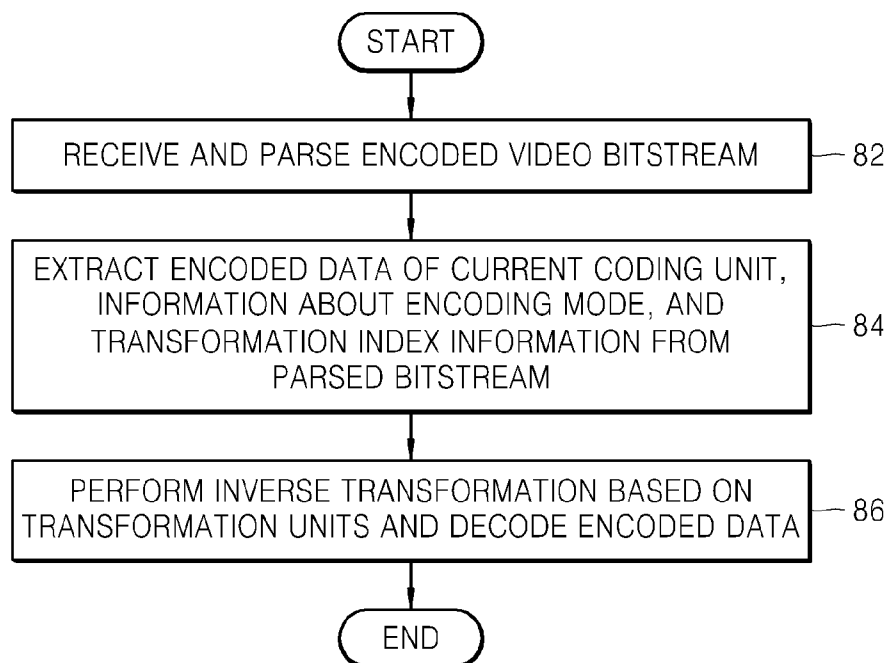 START
RECEIVE AND PARSE ENCODED VIDEO BITSTREAM
82
EXTRACT ENCODED DATA OF CURRENT CODING UNIT,
INFORMATION ABOUT ENCODING MODE, AND
TRANSFORMATION INDEX INFORMATION FROM
PARSED BITSTREAM
84
PERFORM INVERSE TRANSFORMATION BASED ON
TRANSFORMATION UNITS AND DECODE ENCODED DATA
86
END